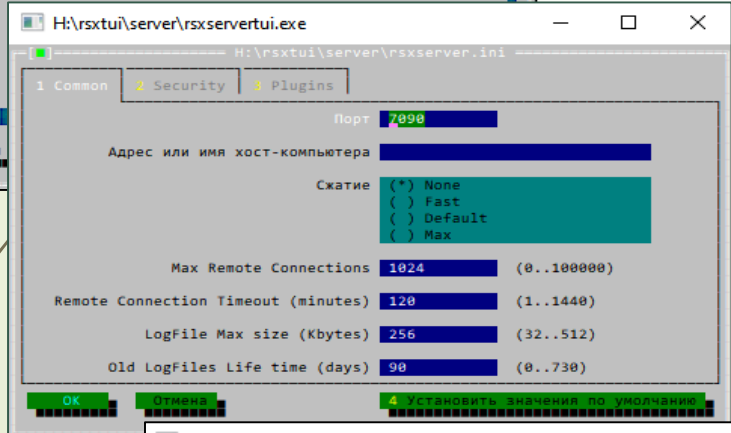 H:\rsxtui\server\rsxservertui.exe
H:\rsxtui\server\rsxserver.ini
1 Common 2 Security 3 Plugins
Порт 7090
Адрес или имя хост-компьютера
Сжатие (*) None
( ) Fast
( ) Default
( ) Max
Max Remote Connections 1024 (0..100000)
Remote Connection Timeout (minutes) 120 (1..1440)
LogFile Max size (Kbytes) 256 (32..512)
Old LogFiles Life time (days) 90 (0..730)
OK Отмена 4 Установить значения по умолчанию